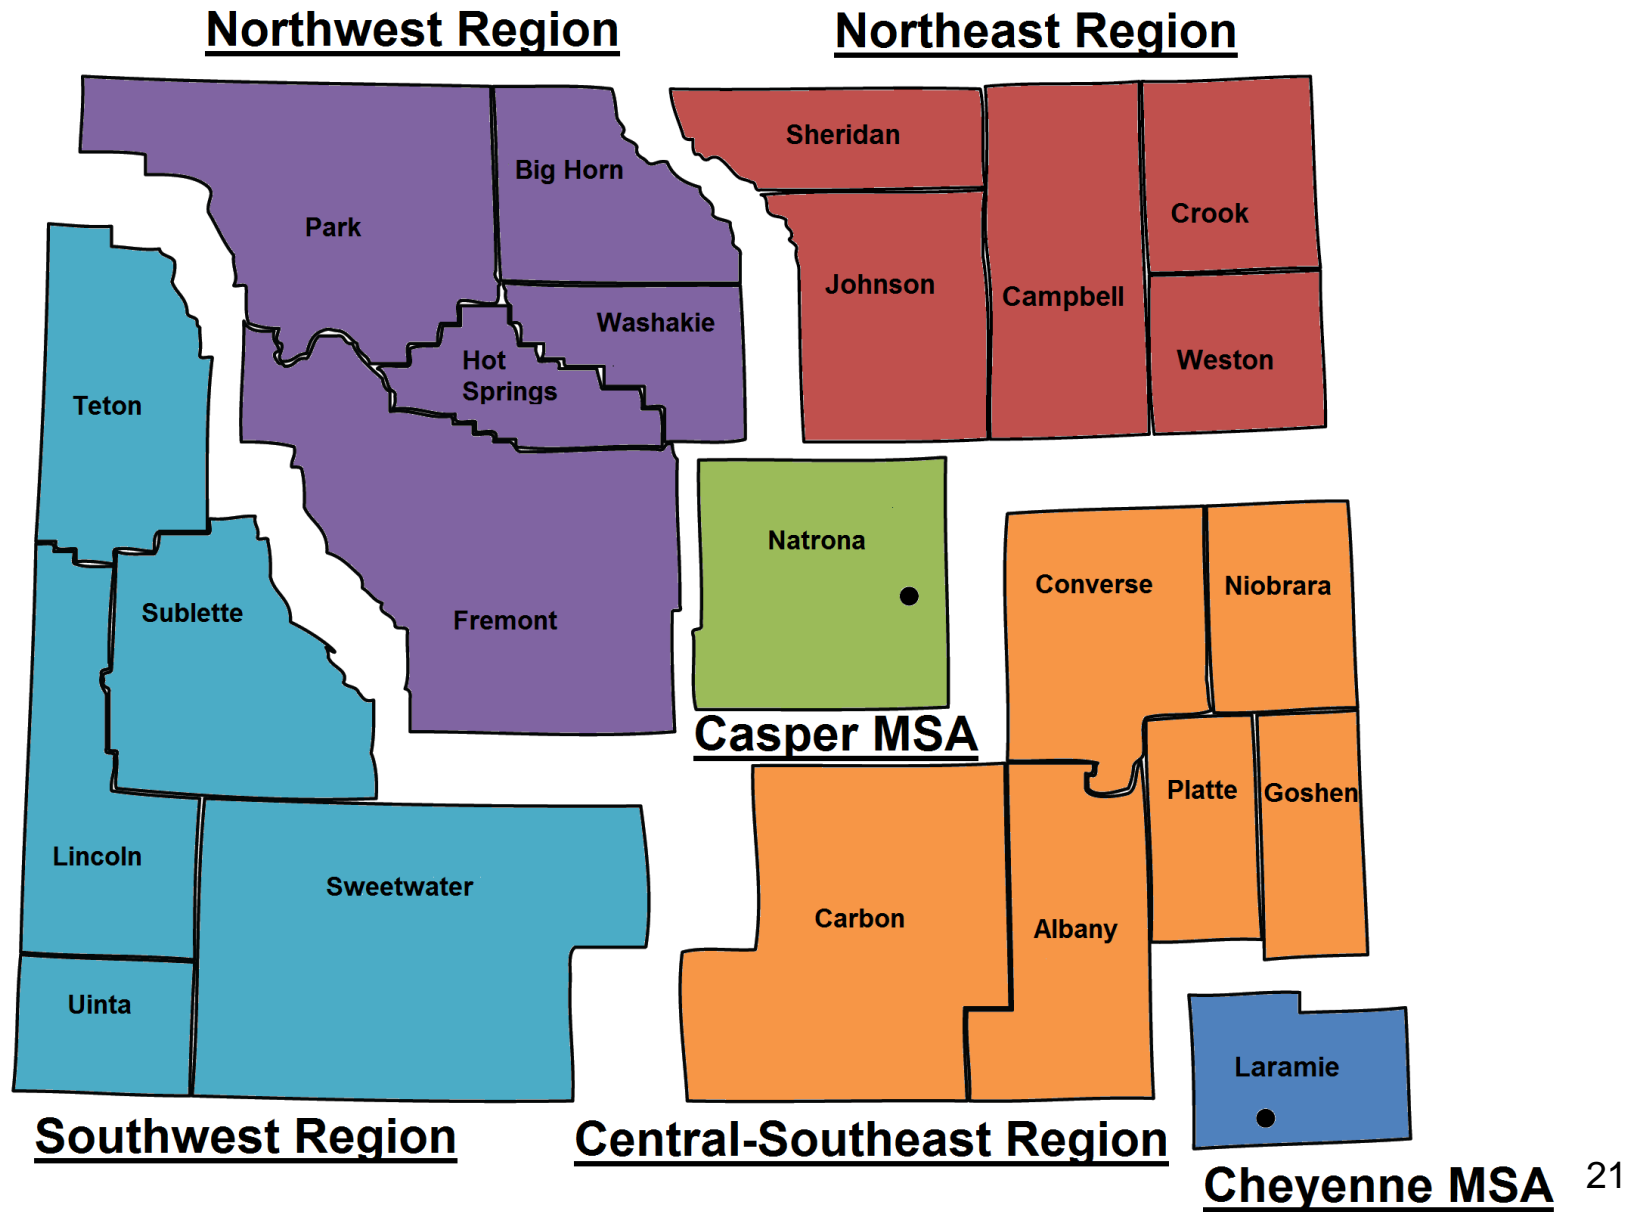 Northwest Region
Northeast Region
Sheridan
Big Horn
Park
Crook
Johnson
Campbell
Washakie
Weston
Hot
Springs
Teton
Natrona
Converse
Niobrara
Sublette
Fremont
Casper MSA
Platte
Goshen
Lincoln
Sweetwater
Carbon
Albany
Uinta
Laramie
Southwest Region
Central-Southeast Region
Cheyenne MSA
21